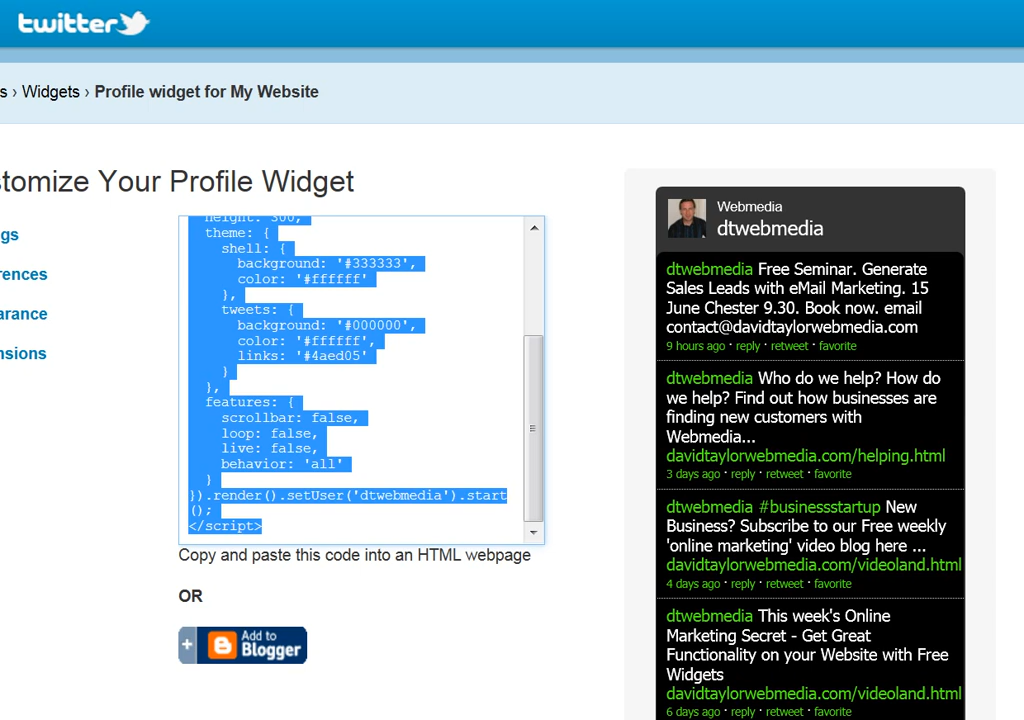 twitter
s › Widgets › Profile widget for My Website
tomize Your Profile Widget
gs
rences
arance
nsions
height: 300,
theme: {
shell: {
background: '#333333',
color: '#ffffff'
},
tweets: {
background: '#000000',
color: '#ffffff',
links: '#4aed05'
}
},
features: {
scrollbar: false,
loop: false,
live: false,
behavior: 'all'
}
}).render().setUser('dtwebmedia').start
();
</script>
Copy and paste this code into an HTML webpage
OR
+ Add to
Blogger
Webmedia
dtwebmedia
dtwebmedia Free Seminar. Generate
Sales Leads with eMail Marketing. 15
June Chester 9.30. Book now. email
contact@davidtaylorwebmedia.com
9 hours ago · reply · retweet · favorite
dtwebmedia Who do we help? How do
we help? Find out how businesses are
finding new customers with
Webmedia...
davidtaylorwebmedia.com/helping.html
3 days ago · reply · retweet · favorite
dtwebmedia #businessstartup New
Business? Subscribe to our Free weekly
'online marketing' video blog here ...
davidtaylorwebmedia.com/videoland.html
4 days ago · reply · retweet · favorite
dtwebmedia This week's Online
Marketing Secret - Get Great
Functionality on your Website with Free
Widgets
davidtaylorwebmedia.com/videoland.html
6 days ago · reply · retweet · favorite